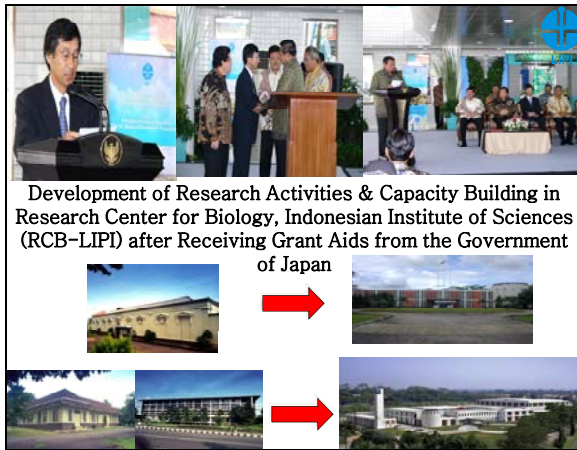 LIPI
Development of Research Activities & Capacity Building in
Research Center for Biology, Indonesian Institute of Sciences
(RCB-LIPI) after Receiving Grant Aids from the Government
of Japan